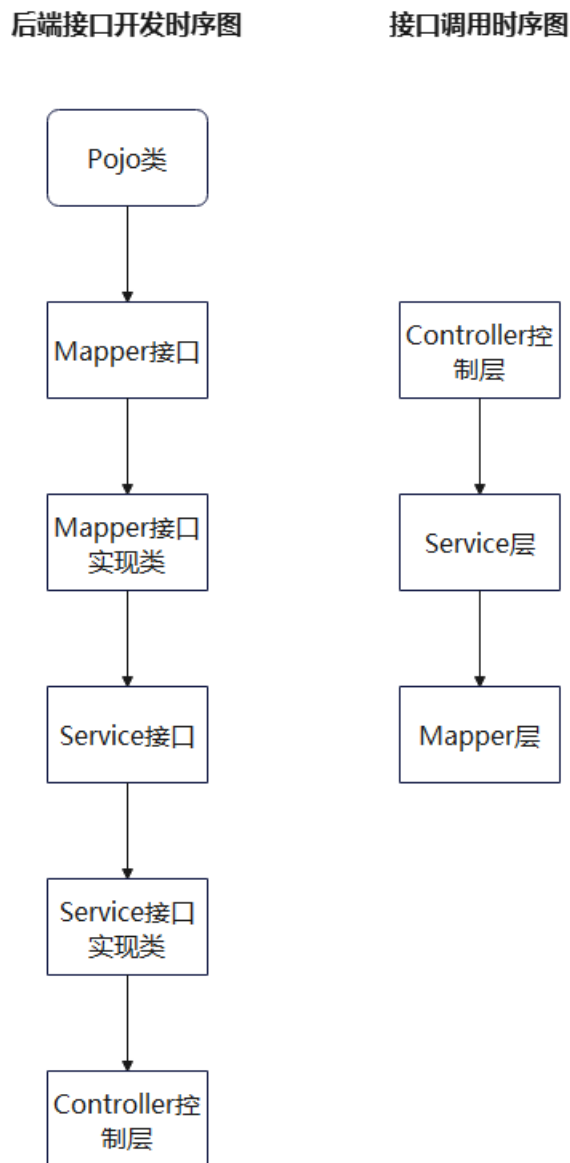 后端接口开发时序图
接口调用时序图
Pojo类
Mapper接口
Mapper接口
实现类
Service接口
Service接口
实现类
Controller控
制层
Controller控
制层
Service层
Mapper层